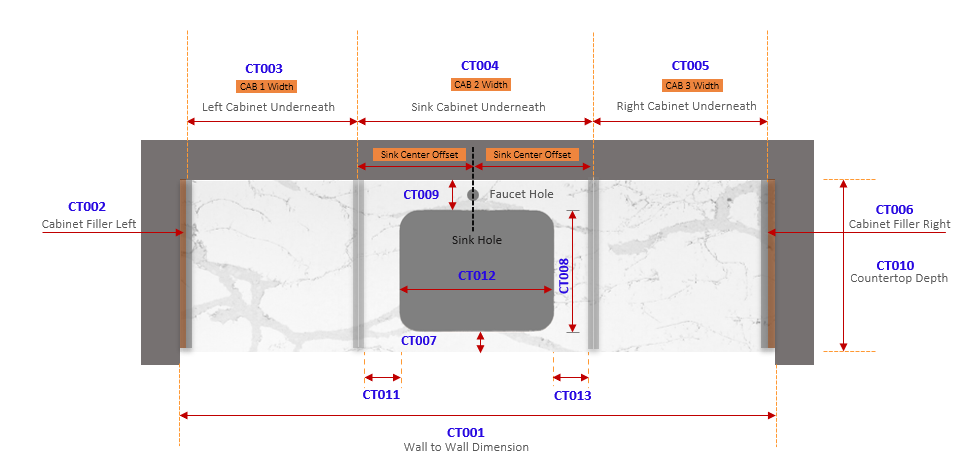 CT003
CAB 1 Width
Left Cabinet Underneath
CT004
CAB 2 Width
Sink Cabinet Underneath
CT005
CAB 3 Width
Right Cabinet Underneath
Sink Center Offset
Sink Center Offset
CT009
Faucet Hole
CT002
Cabinet Filler Left
CT006
Cabinet Filler Right
Sink Hole
CT012
CT008
CT010
Countertop Depth
CT007
CT011
CT013
CT001
Wall to Wall Dimension